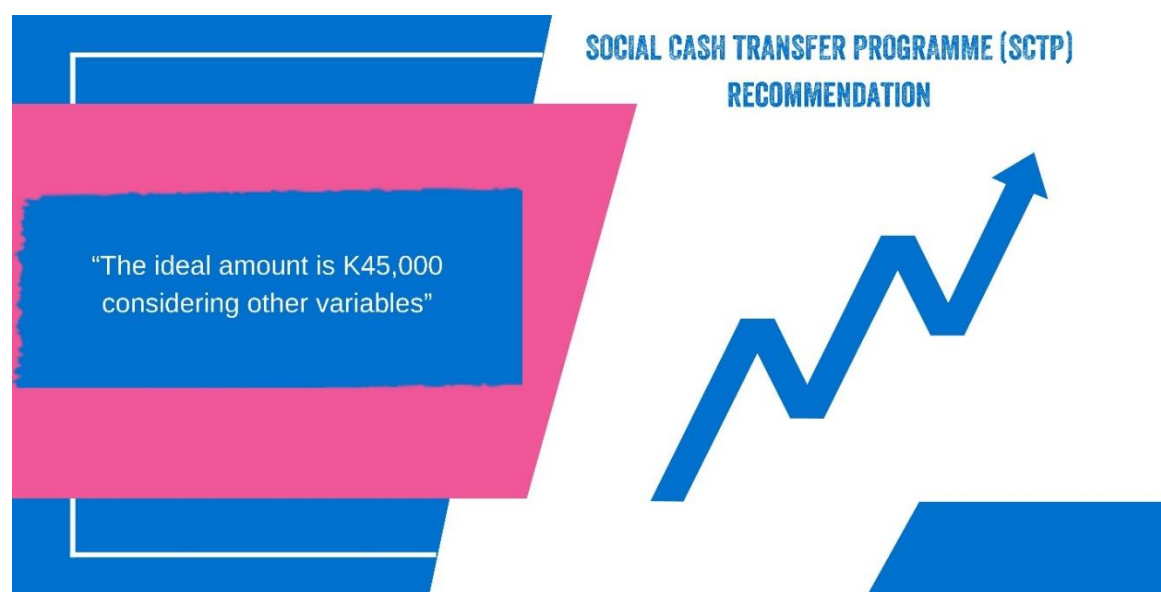 SOCIAL CASH TRANSFER PROGRAMME (SCTP)
RECOMMENDATION
“The ideal amount is K45,000
considering other variables”